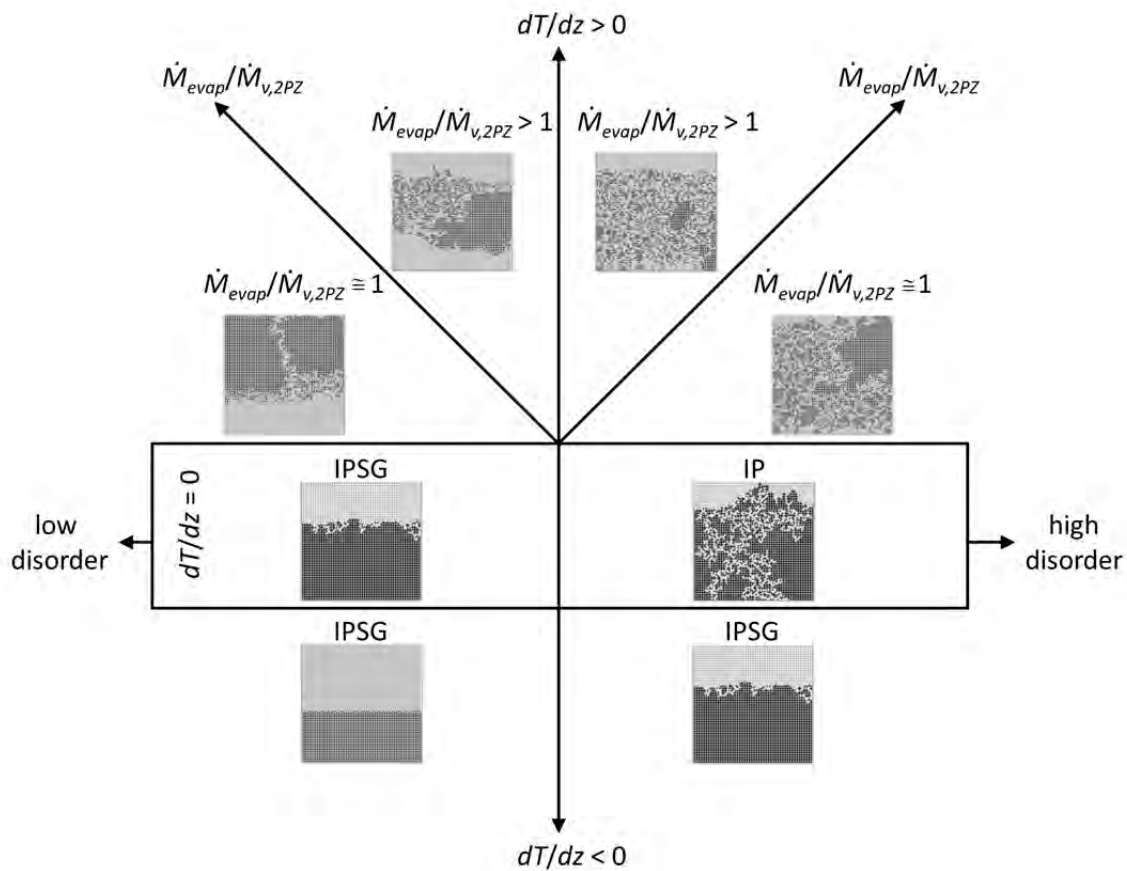 dT/dz > 0
Ṁevap/Ṁv,2PZ
Ṁevap/Ṁv,2PZ
Ṁevap/Ṁv,2PZ > 1
Ṁevap/Ṁv,2PZ > 1
Ṁevap/Ṁv,2PZ ≅ 1
Ṁevap/Ṁv,2PZ ≅ 1
IPSG
IP
dT/dz = 0
low
disorder
high
disorder
IPSG
IPSG
dT/dz < 0